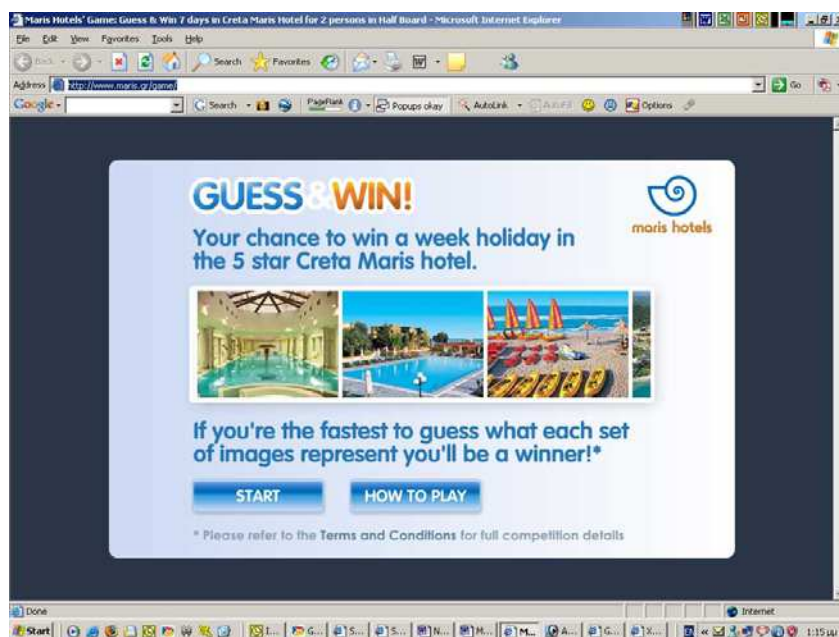 Maris Hotels' Game: Guess & Win 7 days in Creta Maris Hotel for 2 persons in Half Board - Microsoft Internet Explorer
File Edit View Favorites Tools Help
Back Search Favorites
Address http://www.maris.gr/game/ Go
Google Search PageRank Popups okay AutoLink AutoFill Options
GUESS & WIN!
maris hotels
Your chance to win a week holiday in
the 5 star Creta Maris hotel.
If you're the fastest to guess what each set
of images represent you'll be a winner!*
START HOW TO PLAY
* Please refer to the Terms and Conditions for full competition details
Done Internet
Start I... G... S... S... N... M... M... A... G... X... 1:15